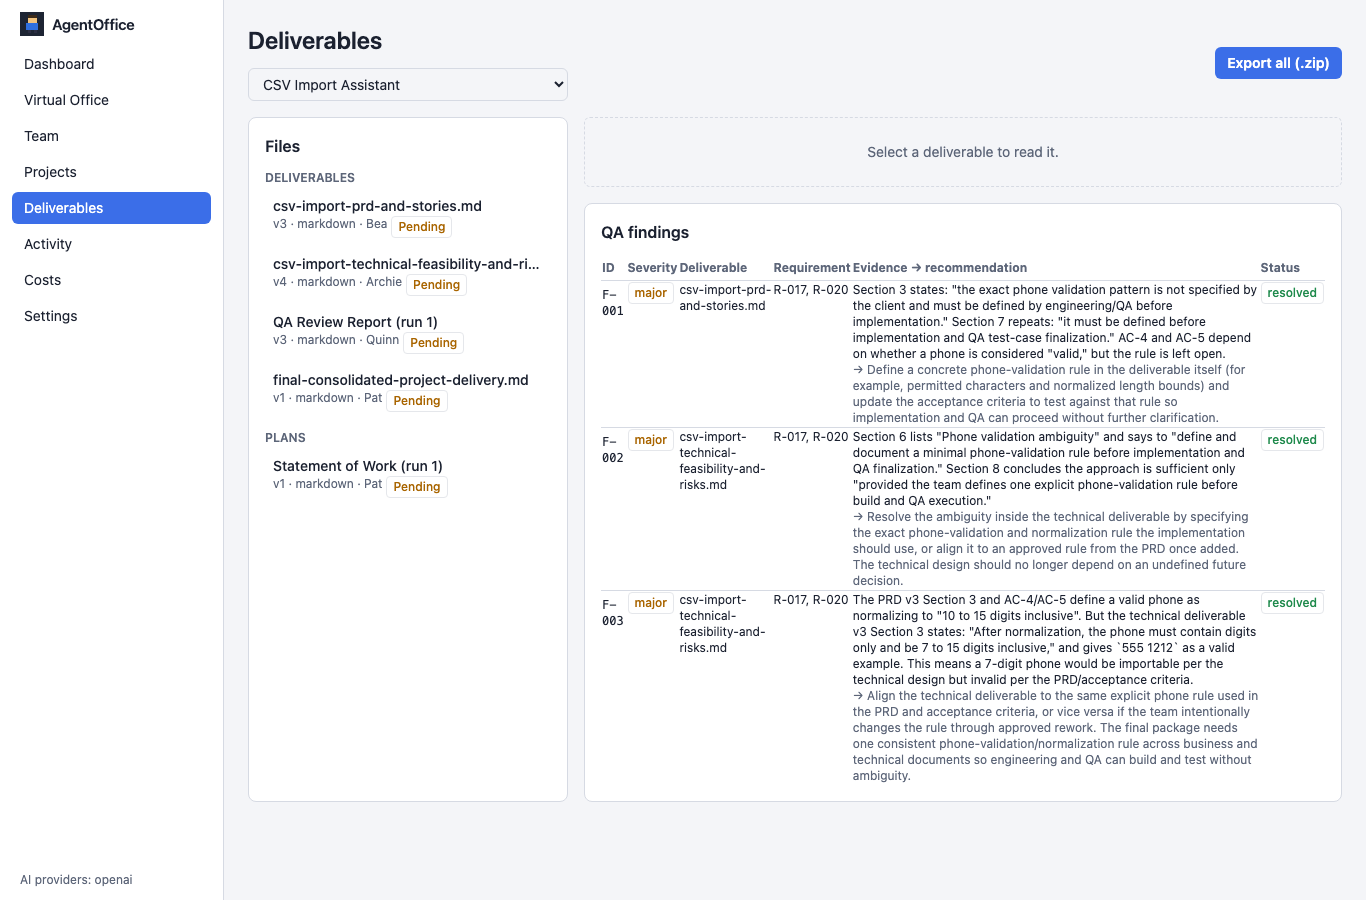 AgentOffice
Dashboard
Virtual Office
Team
Projects
Deliverables
Activity
Costs
Settings
AI providers: openai
Deliverables
CSV Import Assistant
Export all (.zip)
Files
DELIVERABLES
csv-import-prd-and-stories.md
v3 · markdown · Bea Pending
csv-import-technical-feasibility-and-ri...
v4 · markdown · Archie Pending
QA Review Report (run 1)
v3 · markdown · Quinn Pending
final-consolidated-project-delivery.md
v1 · markdown · Pat Pending
PLANS
Statement of Work (run 1)
v1 · markdown · Pat Pending
Select a deliverable to read it.
QA findings
ID Severity Deliverable Requirement Evidence → recommendation Status
F-
001
major
csv-import-prd-
and-stories.md
R-017, R-020
Section 3 states: "the exact phone validation pattern is not specified by
the client and must be defined by engineering/QA before
implementation." Section 7 repeats: "it must be defined before
implementation and QA test-case finalization." AC-4 and AC-5 depend
on whether a phone is considered "valid," but the rule is left open.
→ Define a concrete phone-validation rule in the deliverable itself (for
example, permitted characters and normalized length bounds) and
update the acceptance criteria to test against that rule so
implementation and QA can proceed without further clarification.
resolved
F-
002
major
csv-import-
technical-
feasibility-and-
risks.md
R-017, R-020
Section 6 lists "Phone validation ambiguity" and says to "define and
document a minimal phone-validation rule before implementation and
QA finalization." Section 8 concludes the approach is sufficient only
"provided the team defines one explicit phone-validation rule before
build and QA execution."
→ Resolve the ambiguity inside the technical deliverable by specifying
the exact phone-validation and normalization rule the implementation
should use, or align it to an approved rule from the PRD once added.
The technical design should no longer depend on an undefined future
decision.
resolved
F-
003
major
csv-import-
technical-
feasibility-and-
risks.md
R-017, R-020
The PRD v3 Section 3 and AC-4/AC-5 define a valid phone as
normalizing to "10 to 15 digits inclusive". But the technical deliverable
v3 Section 3 states: "After normalization, the phone must contain digits
only and be 7 to 15 digits inclusive," and gives `555 1212` as a valid
example. This means a 7-digit phone would be importable per the
technical design but invalid per the PRD/acceptance criteria.
→ Align the technical deliverable to the same explicit phone rule used in
the PRD and acceptance criteria, or vice versa if the team intentionally
changes the rule through approved rework. The final package needs
one consistent phone-validation/normalization rule across business and
technical documents so engineering and QA can build and test without
ambiguity.
resolved